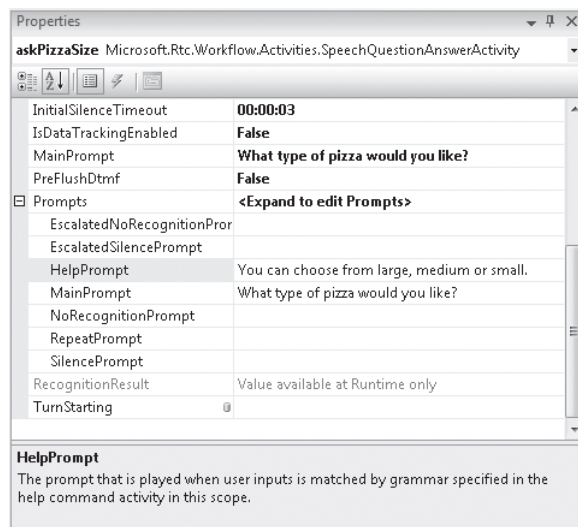 Properties
askPizzaSize Microsoft.Rtc.Workflow.Activities.SpeechQuestionAnswerActivity
InitialSilenceTimeout 00:00:03
IsDataTrackingEnabled False
MainPrompt What type of pizza would you like?
PreFlushDtmf False
Prompts <Expand to edit Prompts>
EscalatedNoRecognitionPror
EscalatedSilencePrompt
HelpPrompt You can choose from large, medium or small.
MainPrompt What type of pizza would you like?
NoRecognitionPrompt
RepeatPrompt
SilencePrompt
RecognitionResult Value available at Runtime only
TurnStarting
HelpPrompt
The prompt that is played when user inputs is matched by grammar specified in the
help command activity in this scope.